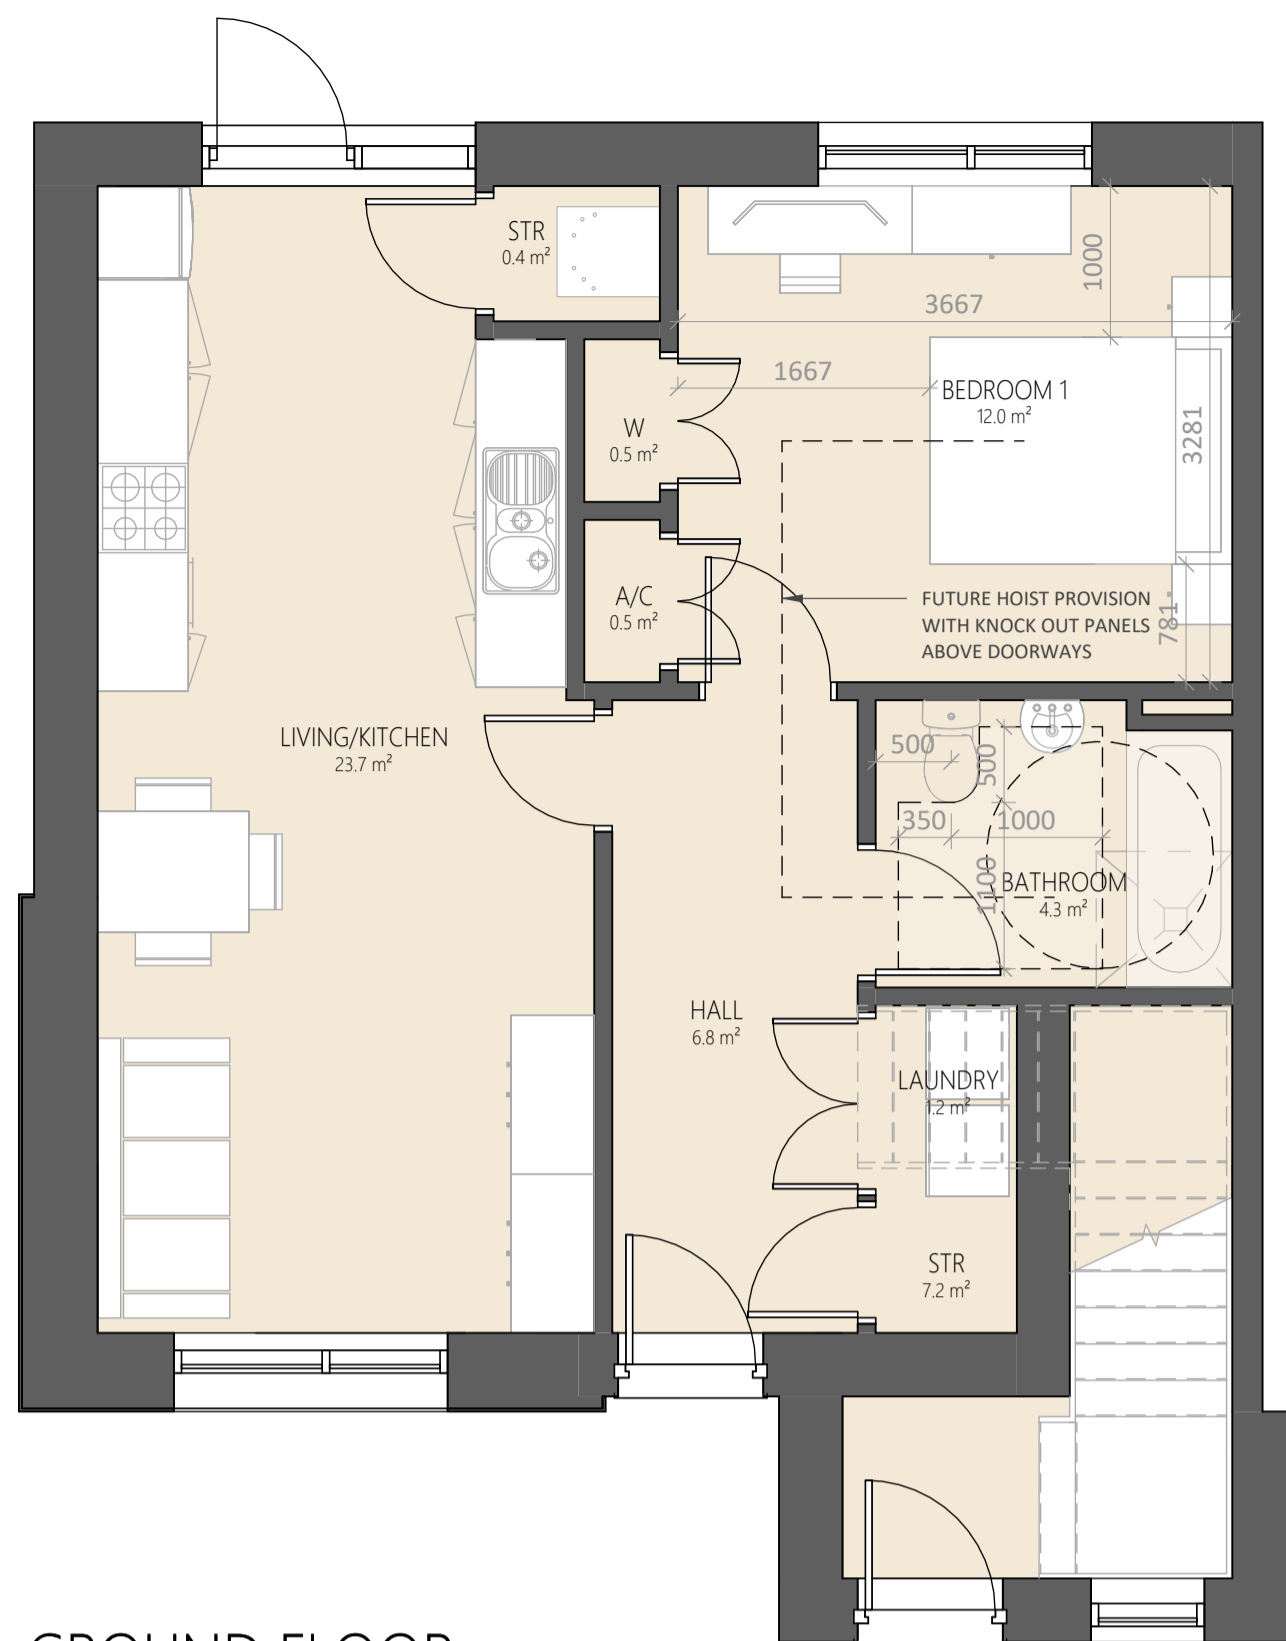 STR
0.4 m²
1000
3667
1667
BEDROOM 1
12.0 m²
3281
W
0.5 m²
A/C
0.5 m²
FUTURE HOIST PROVISION
WITH KNOCK OUT PANELS
ABOVE DOORWAYS
781
LIVING/KITCHEN
23.7 m²
500
500
350
1000
1100
BATHROOM
4.3 m²
HALL
6.8 m²
LAUNDRY
1.2 m²
STR
7.2 m²
GROUND FLOOR